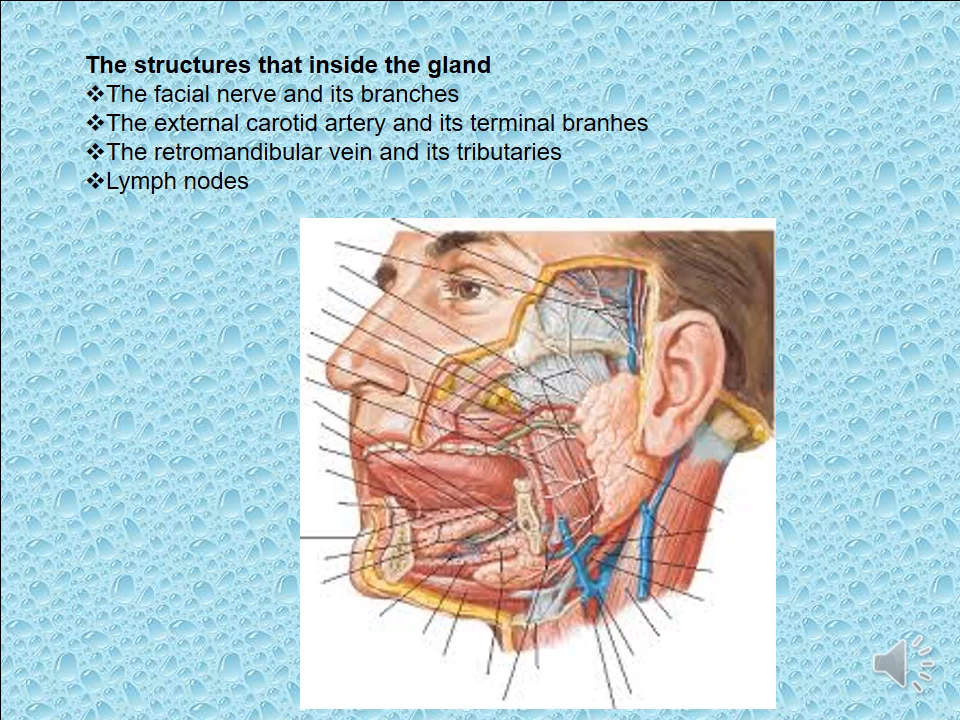 The structures that inside the gland
❖The facial nerve and its branches
❖The external carotid artery and its terminal branhes
❖The retromandibular vein and its tributaries
❖Lymph nodes